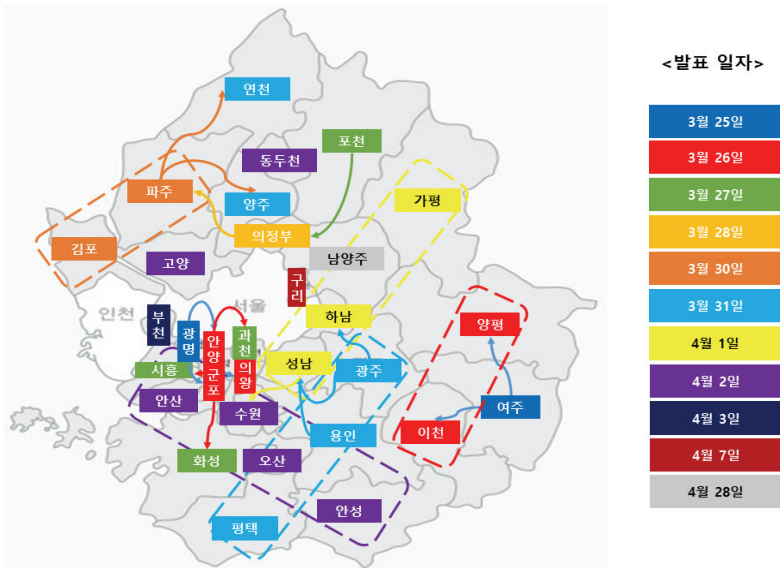 연천
포천
동두천
가평
파주
양주
의정부
김포
남양주
고양
구리
인천
부천
서울
하남
양평
광명
안양
과천
시흥
군포
의왕
성남
광주
안산
수원
여주
이천
용인
화성
오산
안성
평택
<발표 일자>
3월 25일
3월 26일
3월 27일
3월 28일
3월 30일
3월 31일
4월 1일
4월 2일
4월 3일
4월 7일
4월 28일